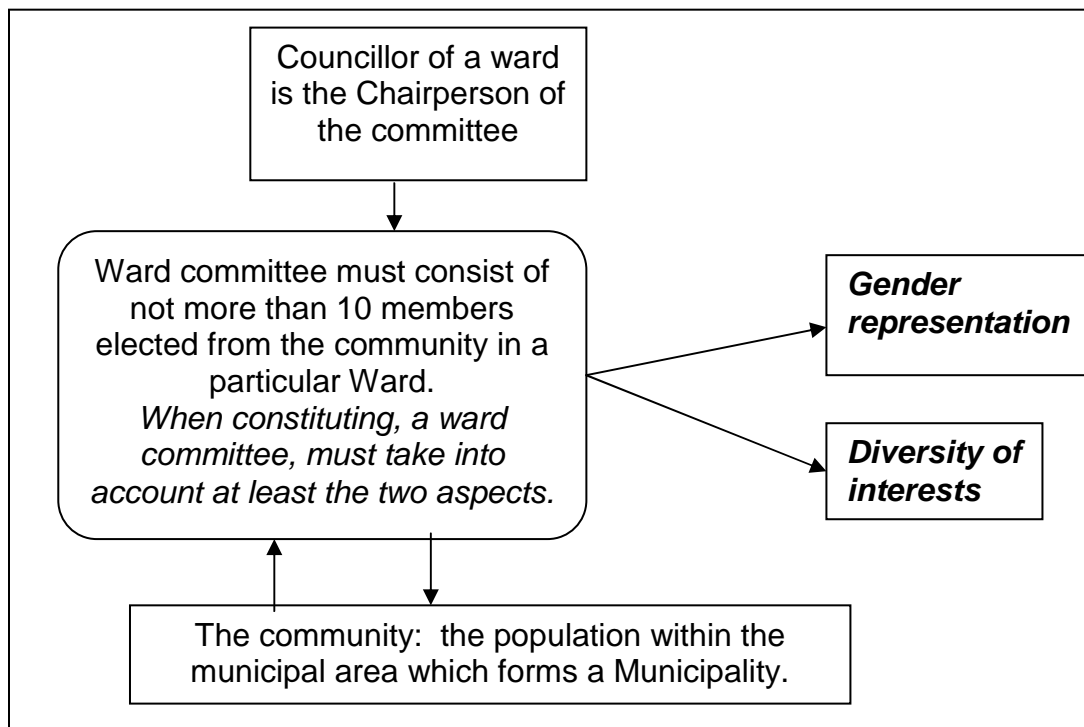 Councillor of a ward
is the Chairperson of
the committee
Ward committee must consist of
not more than 10 members
elected from the community in a
particular Ward.
When constituting, a ward
committee, must take into
account at least the two aspects.
Gender
representation
Diversity of
interests
The community:  the population within the
municipal area which forms a Municipality.